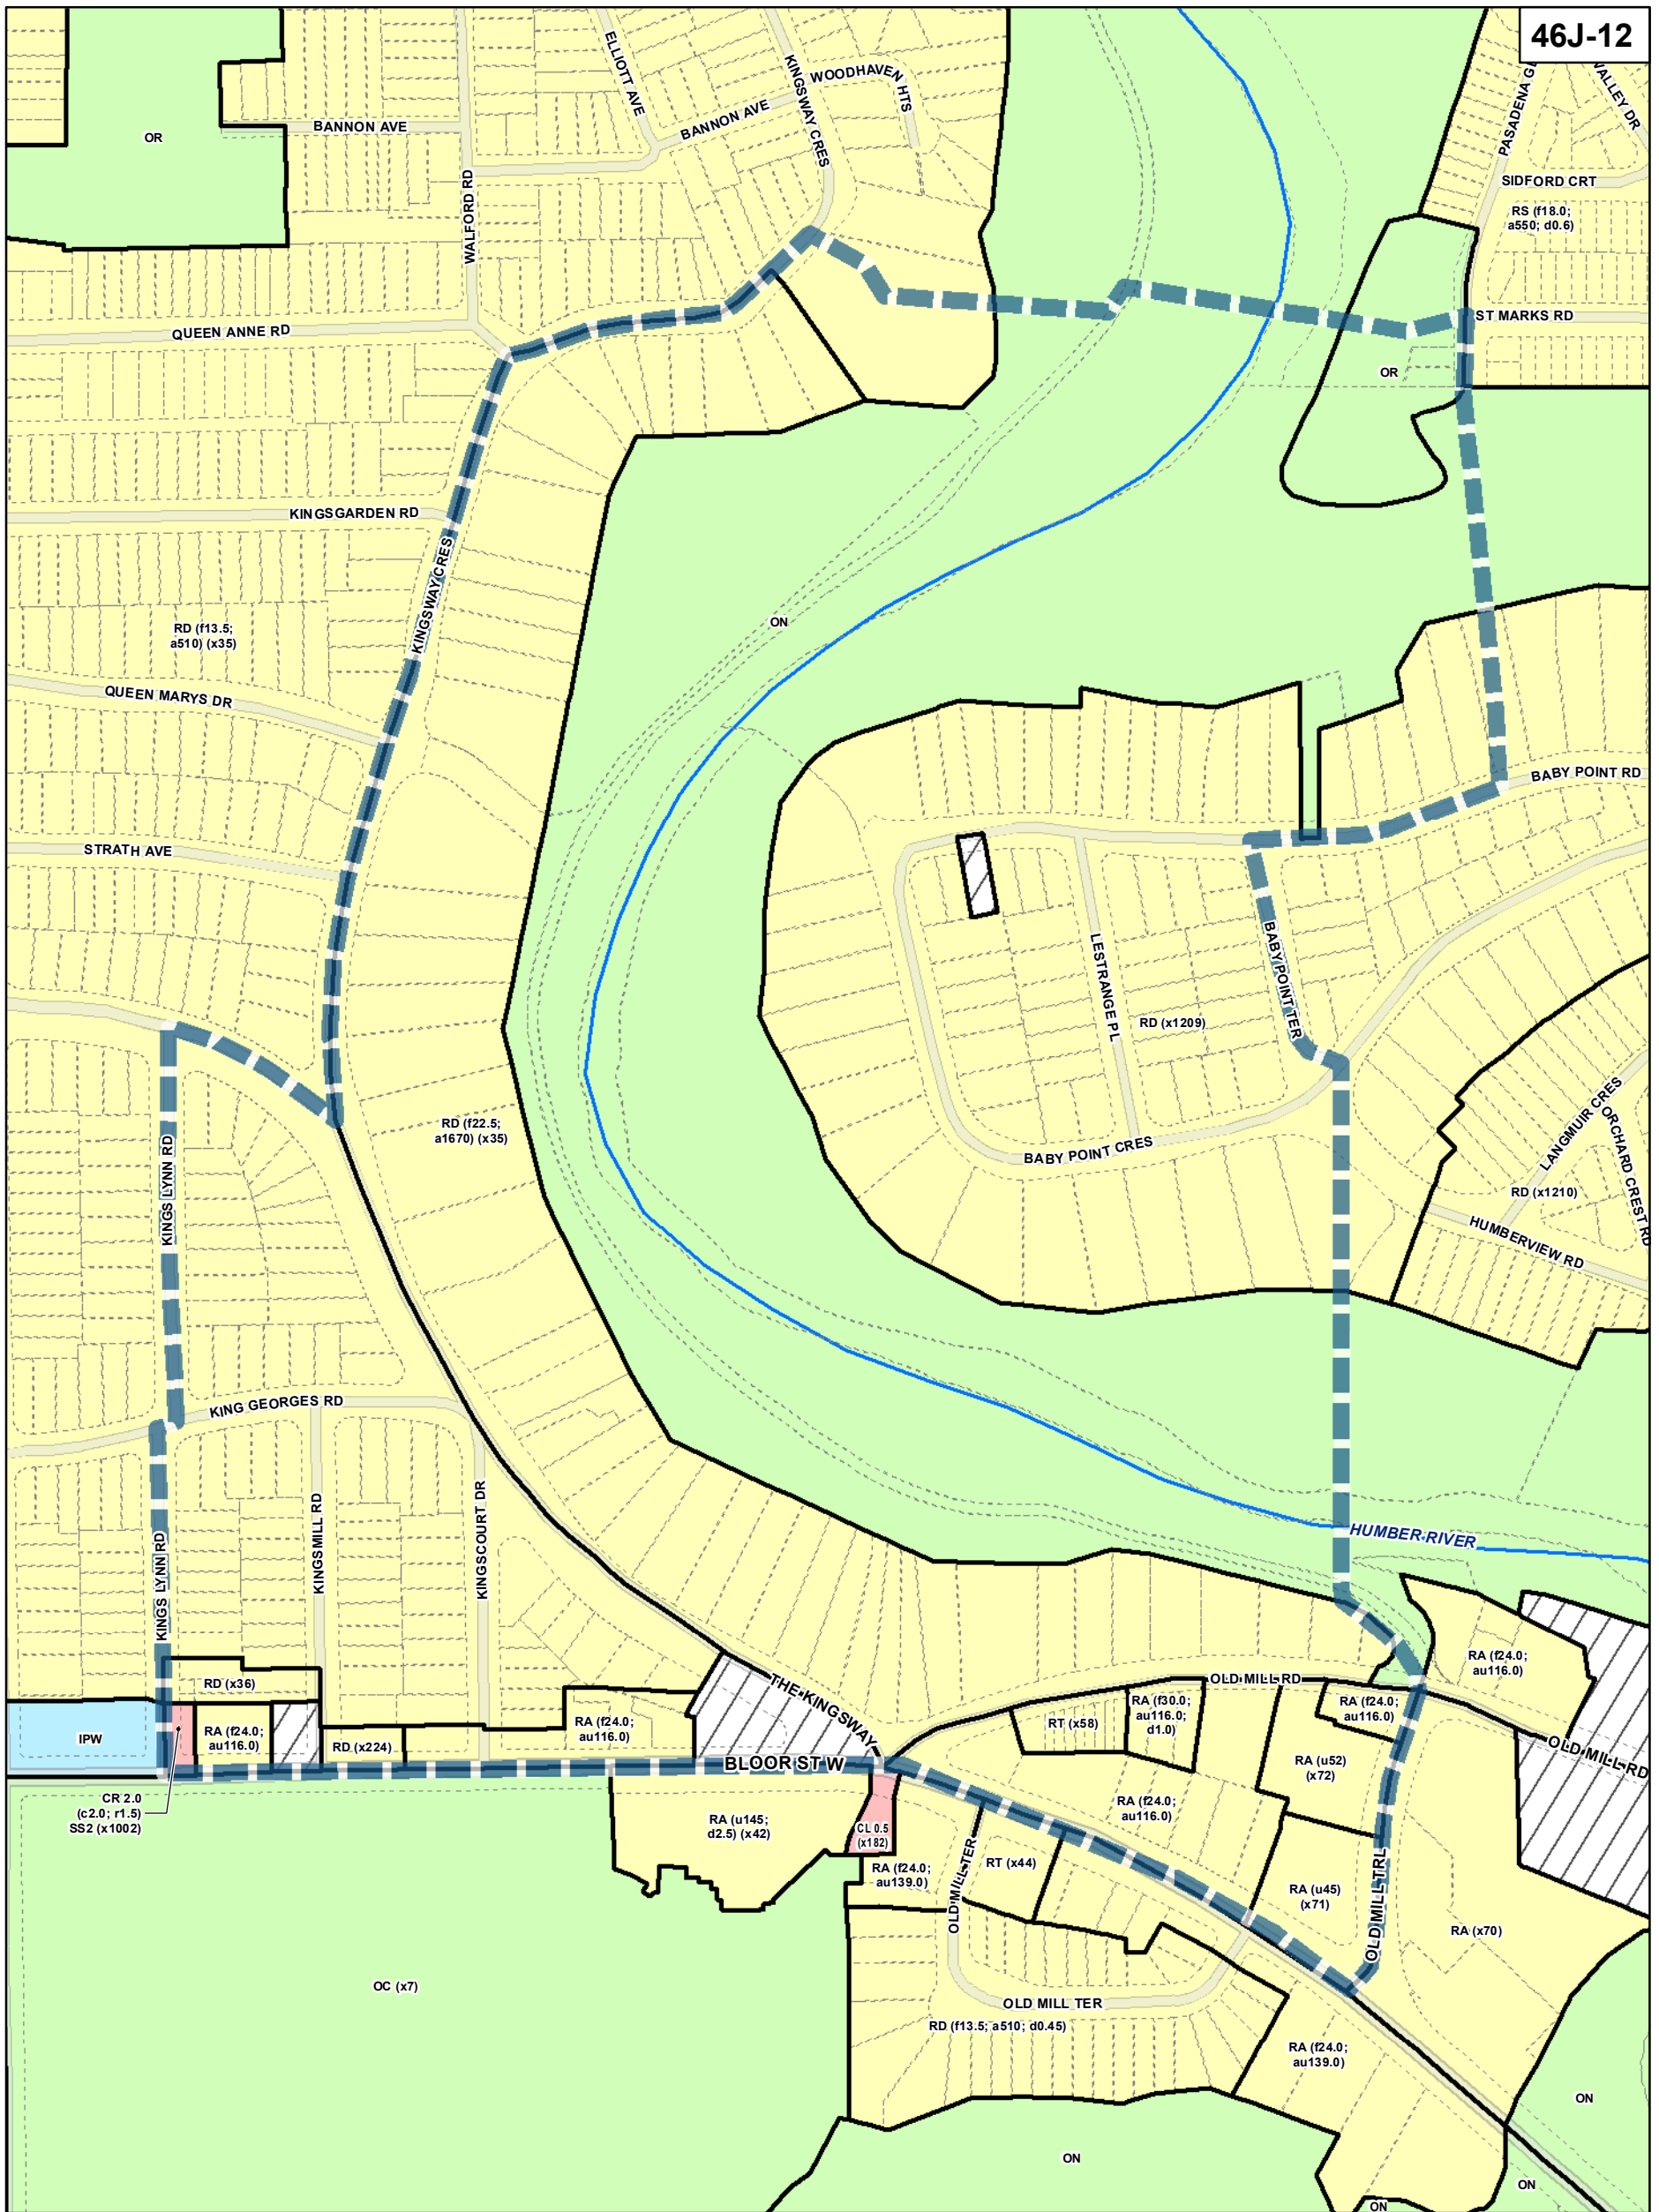 46J-12
ELLIOTT AVE
KINGSWAY CRES
WOODHAVEN HTS
PASADENA
VALLEY DR
OR
BANNON AVE
BANNON AVE
WALFORD RD
SIDFORD CRT
RS (f18.0;
a550; d0.6)
QUEEN ANNE RD
ST MARKS RD
OR
KINGSGARDEN RD
KINGSWAY CRES
ON
RD (f13.5;
a510) (x35)
QUEEN MARYS DR
BABY POINT RD
STRATH AVE
LESTRANGE PL
BABY POINT TER
RD (x1209)
RD (f22.5;
a1670) (x35)
BABY POINT CRES
LANGMUIR CRES
ORCHARD CREST RD
RD (x1210)
HUMBERVIEW RD
KINGS LYNN RD
KING GEORGES RD
KINGS LYNN RD
KINGSMILL RD
KINGSCOURT DR
HUMBER RIVER
RD (x36)
IPW
RA (f24.0;
au116.0)
RD (x224)
RA (f24.0;
au116.0)
THE KINGSWAY
BLOOR ST W
OLD MILL RD
RT (x58)
RA (f30.0;
au116.0;
d1.0)
RA (f24.0;
au116.0)
RA (f24.0;
au116.0)
OLD MILL RD
RA (u52)
(x72)
CR 2.0
(c2.0; r1.5)
SS2 (x1002)
RA (u145;
d2.5) (x42)
CL 0.5
(x182)
RA (f24.0;
au116.0)
RA (f24.0;
au139.0)
OLD MILL TER
RT (x44)
RA (u45)
(x71)
OLD MILL TRL
RA (x70)
OC (x7)
OLD MILL TER
RD (f13.5; a510; d0.45)
RA (f24.0;
au139.0)
ON
ON
ON
ON